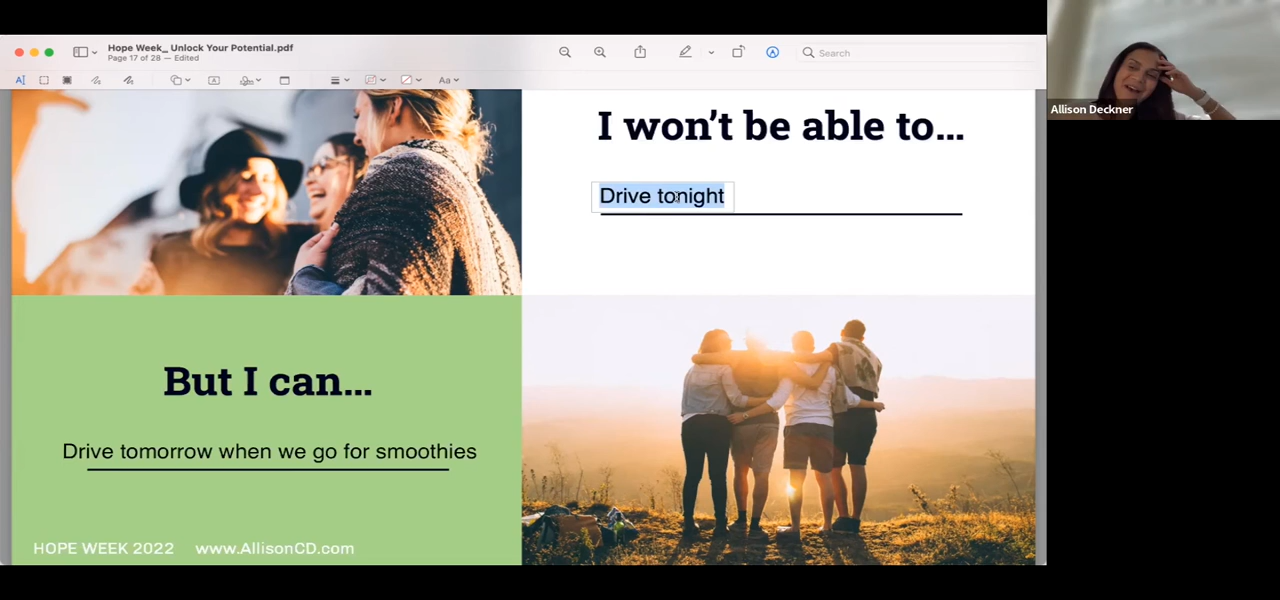 Hope Week_ Unlock Your Potential.pdf
Page 17 of 28 — Edited
Search
Aa
Allison Deckner
I won't be able to...
Drive tonight
But I can...
Drive tomorrow when we go for smoothies
HOPE WEEK 2022 www.AllisonCD.com